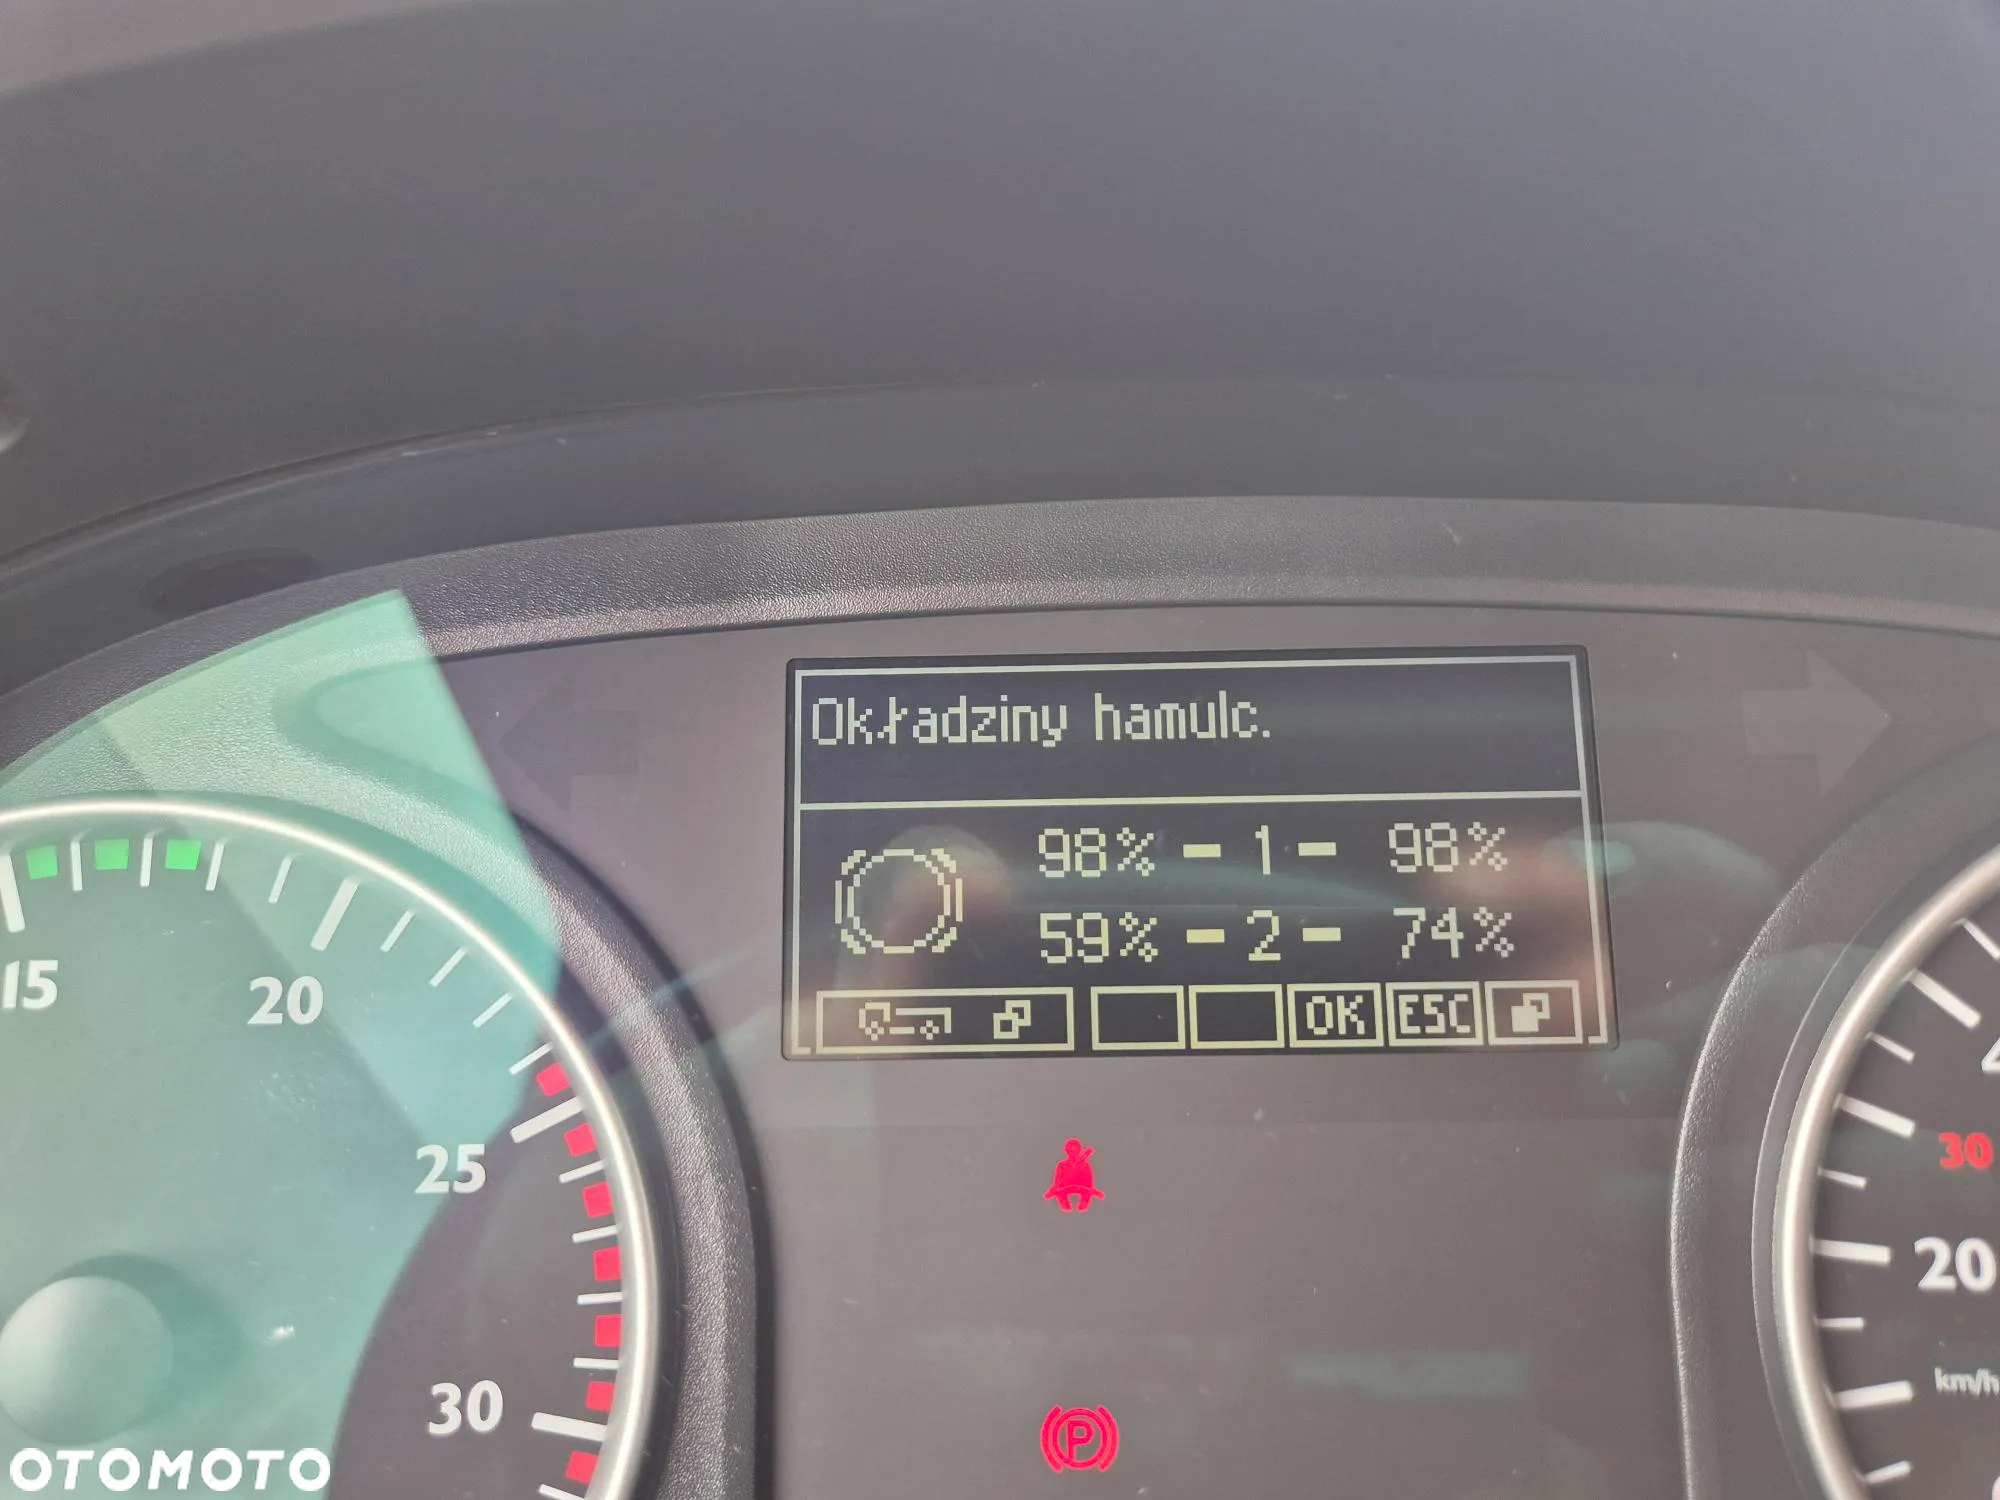 Okładziny hamulc.
98% - 1 - 98%
59% - 2 - 74%
OK ESC
15
20
25
30
30
20
km/h
P
OTOMOTO